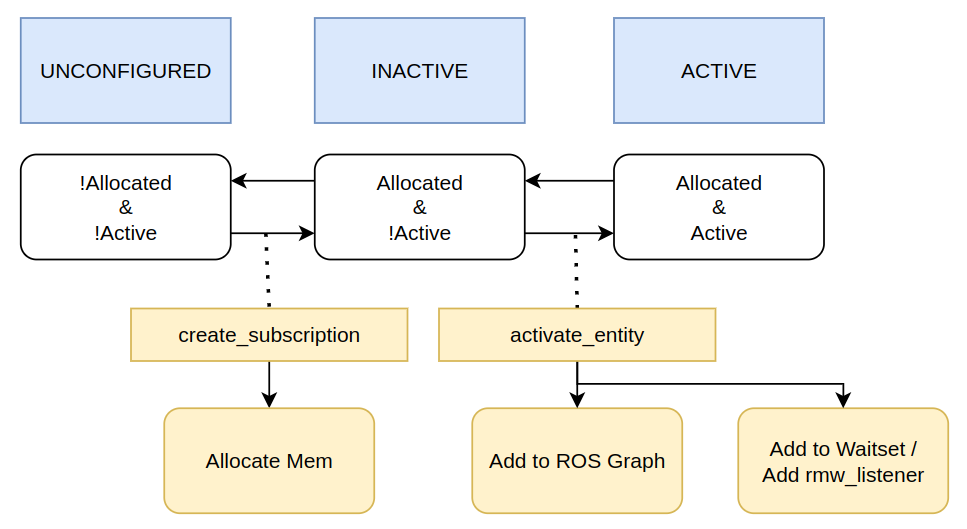 UNCONFIGURED
INACTIVE
ACTIVE
!Allocated
&
!Active
Allocated
&
!Active
Allocated
&
Active
create_subscription
activate_entity
Allocate Mem
Add to ROS Graph
Add to Waitset /
Add rmw_listener